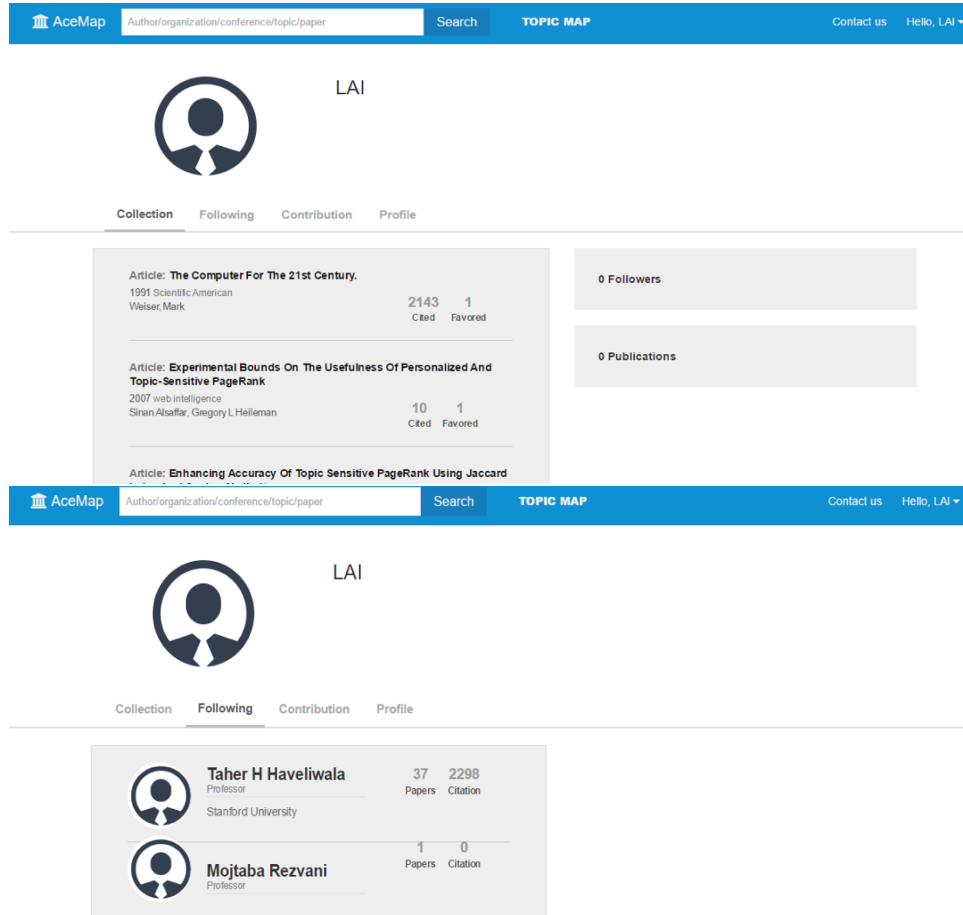 AceMap Author/organization/conference/topic/paper Search TOPIC MAP Contact us Hello, LAI
LAI
Collection Following Contribution Profile
Article: The Computer For The 21st Century.
1991 Scientific American
Weiser, Mark
2143 1
Cited Favored
0 Followers
Article: Experimental Bounds On The Usefulness Of Personalized And
Topic-Sensitive PageRank
2007 web intelligence
Sinan Alsaffar, Gregory L Heileman
10 1
Cited Favored
0 Publications
Article: Enhancing Accuracy Of Topic Sensitive PageRank Using Jaccard
AceMap Author/organization/conference/topic/paper Search TOPIC MAP Contact us Hello, LAI
LAI
Collection Following Contribution Profile
Taher H Haveliwala
Professor
Stanford University
37 2298
Papers Citation
Mojtaba Rezvani
Professor
1 0
Papers Citation